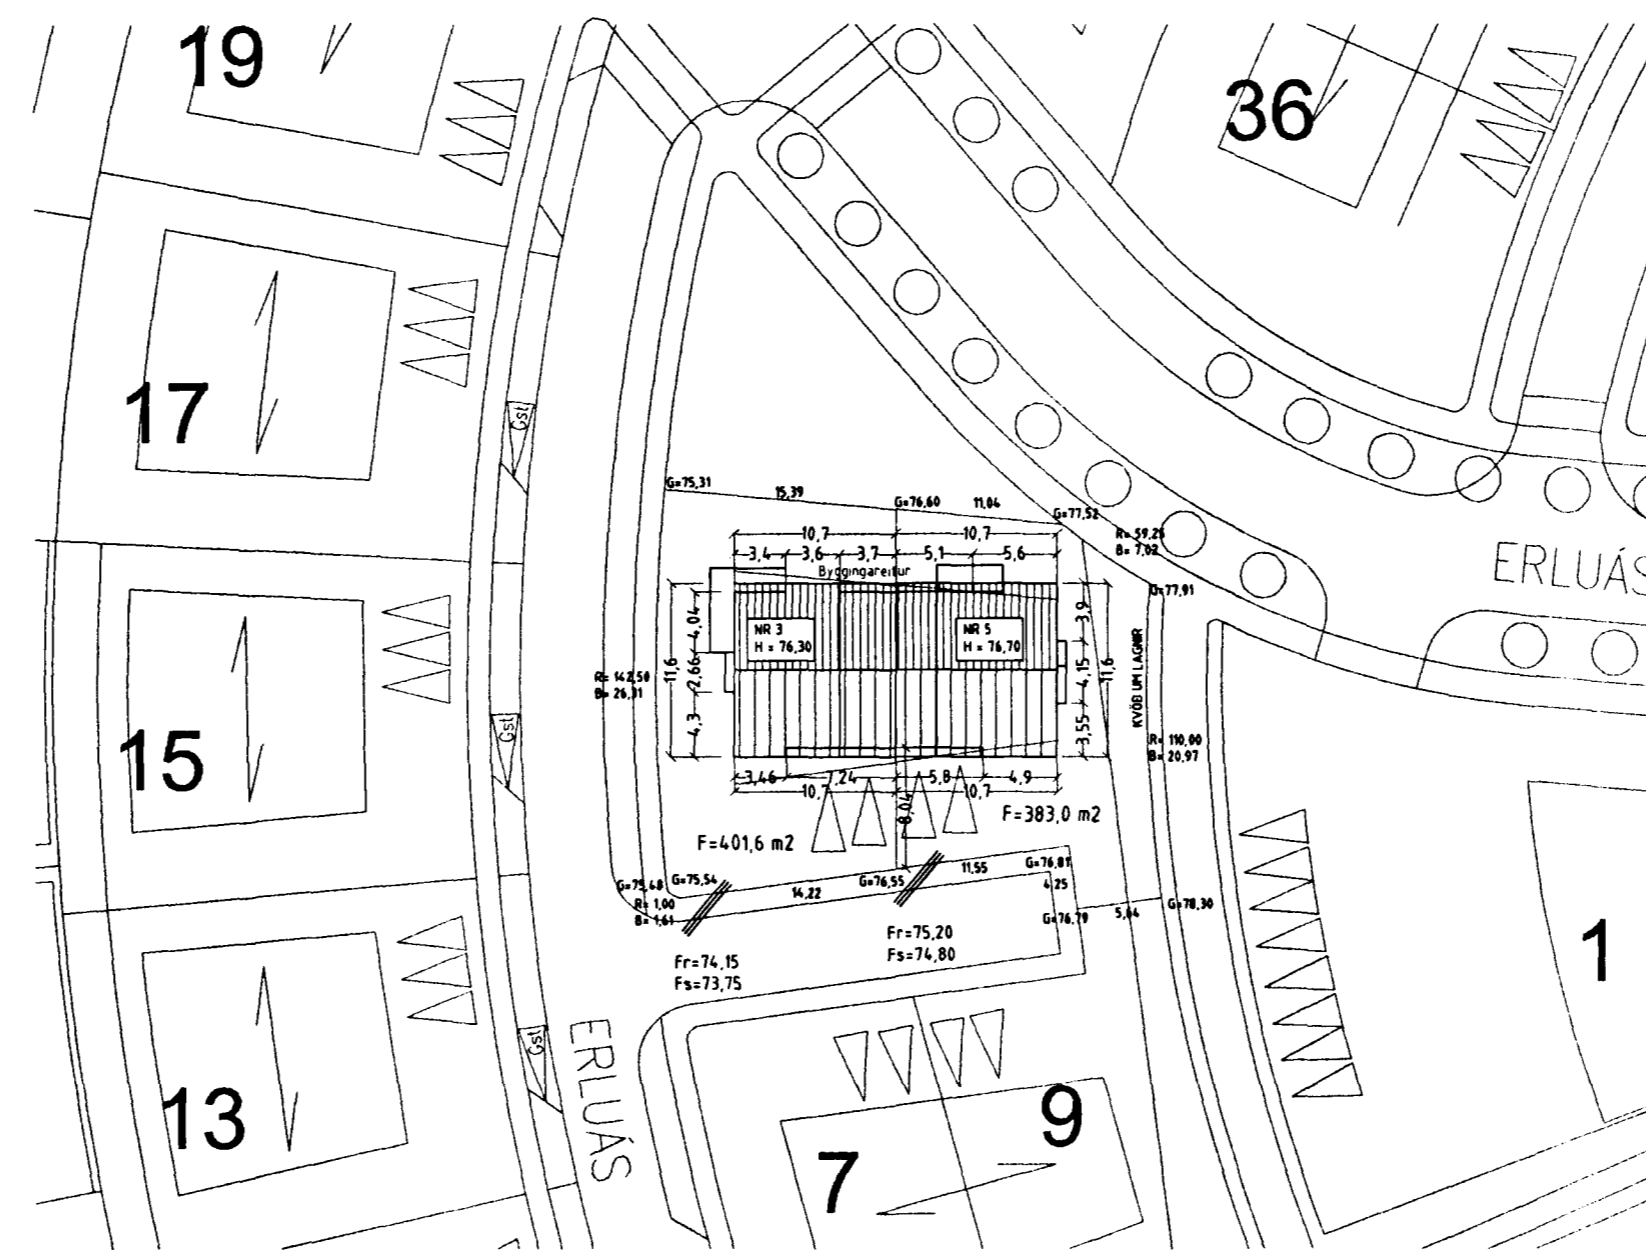 19
36
17
15
13
7
9
1
Gst
Gst
Gst
ERLUÁS
ERLUÁS
G=75,31
15,39
G=76,60
11,04
G=77,52
R= 59,25
B= 7,02
G=77,91
10,7
10,7
3,4
3,6
3,7
5,1
5,6
Byggingareitur
NR 3
H = 76,30
NR 5
H = 76,70
11,6
4,04
2,66
4,3
3,9
4,15
3,55
11,6
KVÖÐ UM LAGNIR
R= 142,50
B= 26,31
R= 110,00
B= 20,97
3,46
7,24
5,8
4,9
10,7
10,7
8,04
F=401,6 m2
F=383,0 m2
G=75,48
G=75,54
R= 1,00
B= 1,61
14,22
G=76,55
11,55
G=76,81
4,25
G=76,79
5,64
G=78,30
Fr=75,20
Fs=74,80
Fr=74,15
Fs=73,75